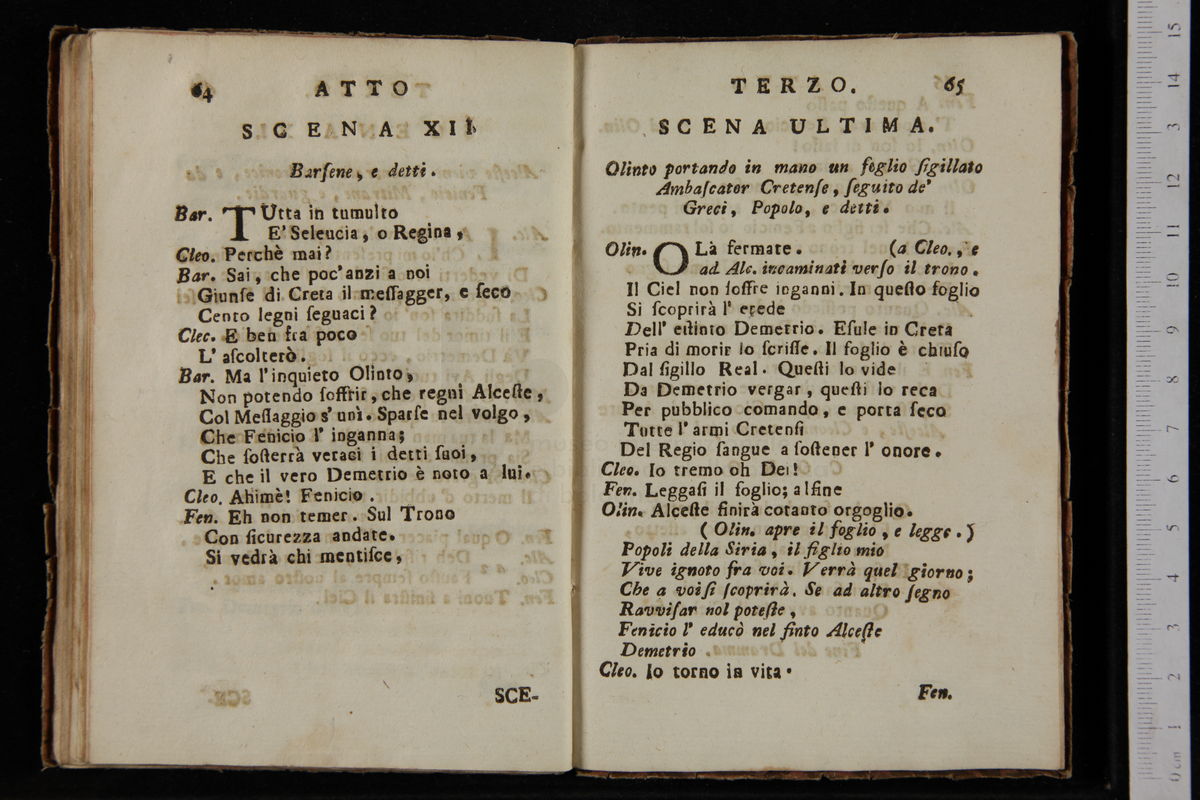 64 ATTO
SCENA XII.
Barſene, e detti.
Bar. TUtta in tumulto
E' Seleucia, o Regina,
Cleo. Perchè mai?
Bar. Sai, che poc'anzi a noi
Giunſe di Creta il meſſagger, e ſeco
Cento legni ſeguaci?
Cleo. E ben fra poco
L' aſcolterò.
Bar. Ma l'inquieto Olinto,
Non potendo ſoffrir, che regni Alceſte,
Col Meſſaggio s' unì. Sparſe nel volgo,
Che Fenicio l' inganna;
Che ſoſterrà veraci i detti ſuoi,
E che il vero Demetrio è noto a lui.
Cleo. Ahimè! Fenicio.
Fen. Eh non temer. Sul Trono
Con ſicurezza andate.
Si vedrà chi mentiſce,
SCE-
TERZO. 65
SCENA ULTIMA.
Olinto portando in mano un foglio ſigillato
Ambaſcator Cretenſe, ſeguito de'
Greci, Popolo, e detti.
Olin. OLà fermate. (a Cleo., e
ad Alc. incaminati verſo il trono.
Il Ciel non ſoffre inganni. In queſto foglio
Si ſcoprirà l' erede
Dell' eſtinto Demetrio. Eſule in Creta
Pria di morir lo ſcriſſe. Il foglio è chiuſo
Dal ſigillo Real. Queſti lo vide
Da Demetrio vergar, queſti lo reca
Per pubblico comando, e porta ſeco
Tutte l' armi Cretenſi
Del Regio ſangue a ſoſtener l' onore.
Cleo. Io tremo oh Dei!
Fen. Leggaſi il foglio; alfine
Olin. Alceſte finirà cotanto orgoglio.
( Olin. apre il foglio, e legge. )
Popoli della Siria, il figlio mio
Vive ignoto fra voi. Verrà quel giorno;
Che a voi ſi ſcoprirà. Se ad altro ſegno
Ravviſar nol poteſte,
Fenicio l' educò nel finto Alceſte
Demetrio
Cleo. Io torno in vita.
Fen.